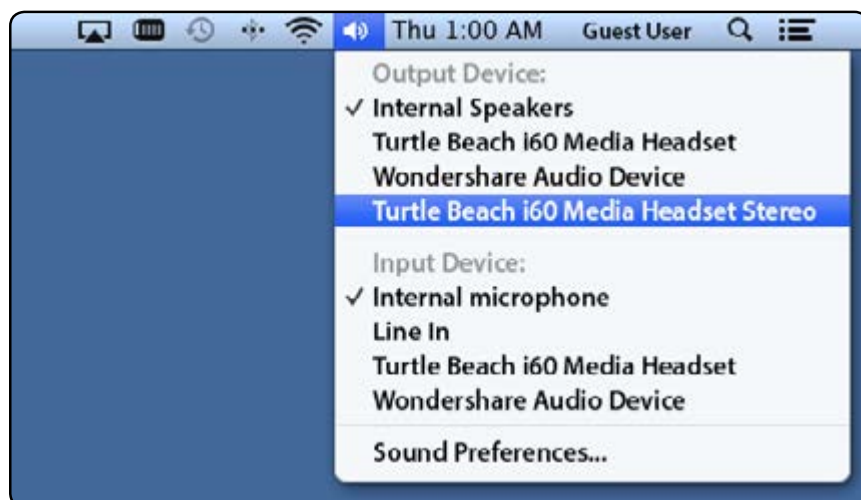 Thu 1:00 AM Guest User
Output Device:
✓ Internal Speakers
Turtle Beach i60 Media Headset
Wondershare Audio Device
Turtle Beach i60 Media Headset Stereo
Input Device:
✓ Internal microphone
Line In
Turtle Beach i60 Media Headset
Wondershare Audio Device
Sound Preferences...